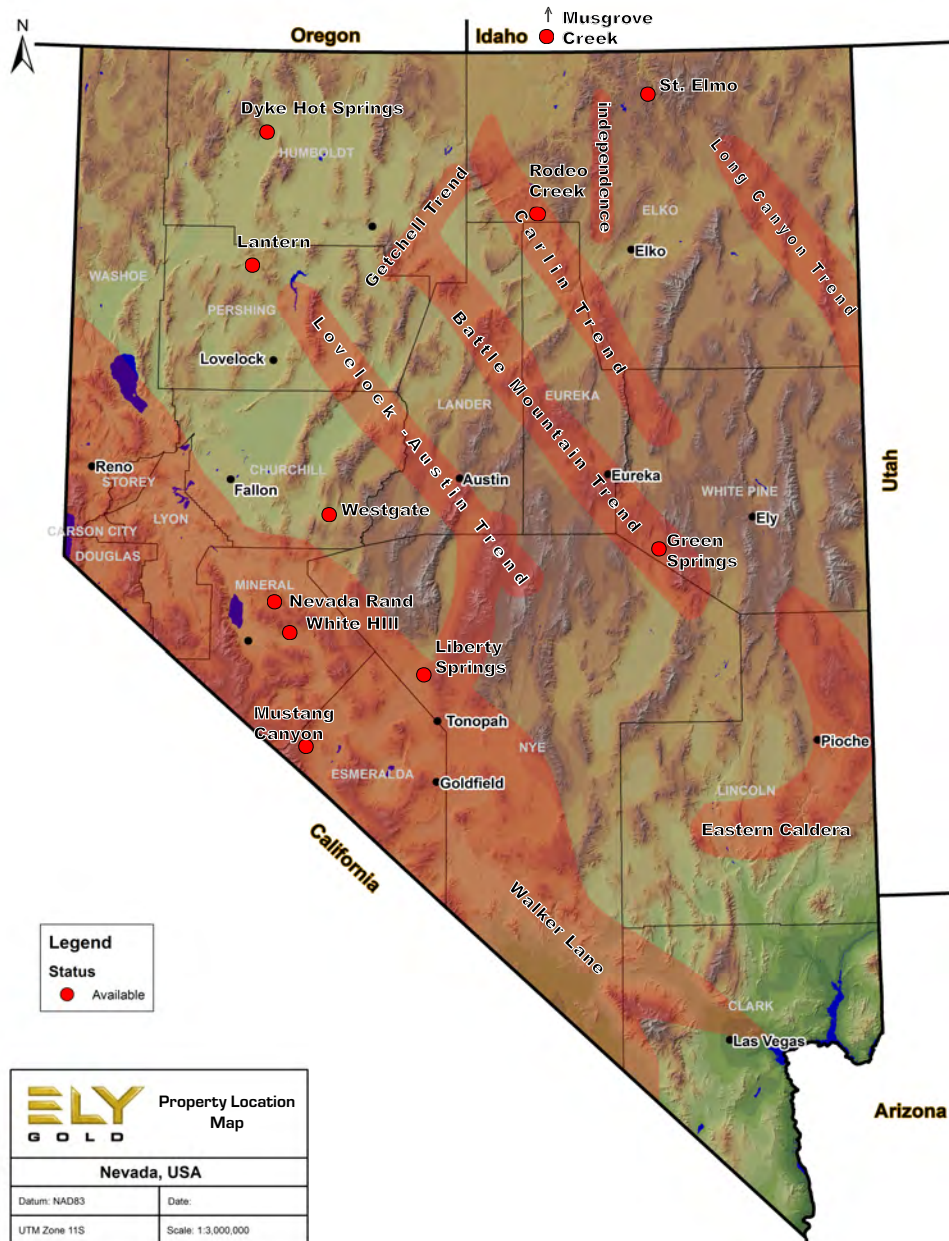 N
Oregon
Idaho
Musgrove
Creek
St. Elmo
Dyke Hot Springs
HUMBOLDT
independence
Long Canyon Trend
Rodeo
Creek
Getchell Trend
ELKO
Carlin Trend
Elko
Lantern
WASHOE
PERSHING
Lovelock
Lovelock -Austin Trend
Battle Mountain Trend
LANDER
EUREKA
Utah
Reno
STOREY
CHURCHILL
Fallon
Austin
Eureka
WHITE PINE
Ely
LYON
Westgate
CARSON CITY
DOUGLAS
Green
Springs
MINERAL
Nevada Rand
White HIll
Liberty
Springs
Mustang
Canyon
Tonopah
NYE
Pioche
ESMERALDA
Goldfield
LINCOLN
Eastern Caldera
California
Walker Lane
CLARK
Las Vegas
Arizona
Legend
Status
Available
ELY
GOLD
Property Location
Map
Nevada, USA
Datum: NAD83
Date:
UTM Zone 11S
Scale: 1:3,000,000